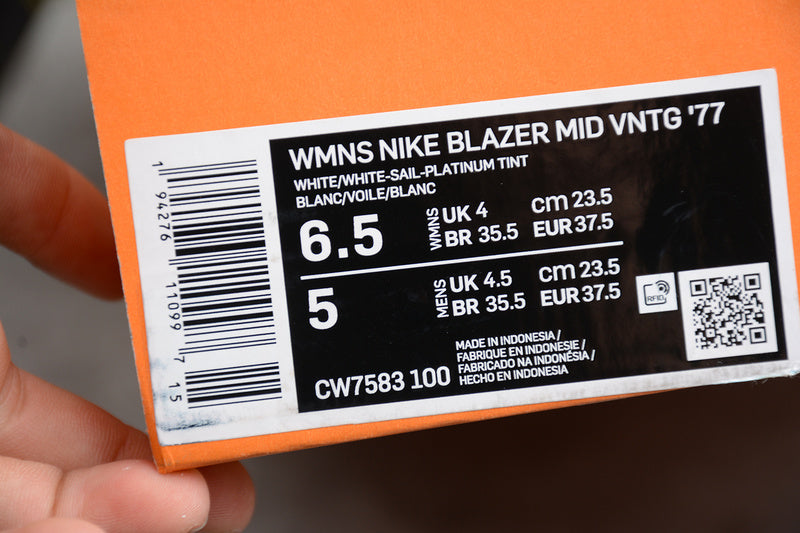 WMNS NIKE BLAZER MID VNTG '77
WHITE/WHITE-SAIL-PLATINUM TINT
BLANC/VOILE/BLANC
6.5
WMNS
UK 4 cm 23.5
BR 35.5 EUR 37.5
5
MENS
UK 4.5 cm 23.5
BR 35.5 EUR 37.5
RFID
CW7583 100
MADE IN INDONESIA /
FABRIQUE EN INDONESIE /
FABRICADO NA INDONÉSIA /
HECHO EN INDONESIA
1 94276 11099 7 15